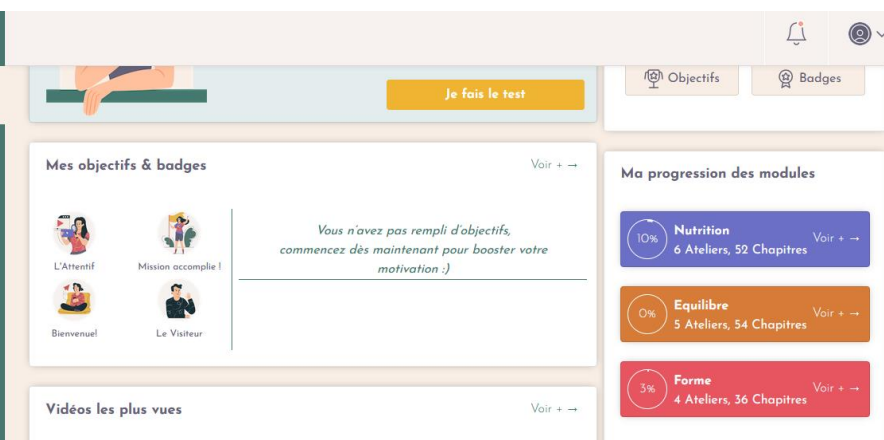 Je fais le test
Objectifs
Badges
Mes objectifs & badges
Voir + →
L'Attentif
Mission accomplie !
Bienvenue!
Le Visiteur
Vous n'avez pas rempli d'objectifs,
commencez dès maintenant pour booster votre
motivation :)
Vidéos les plus vues
Voir + →
Ma progression des modules
10%
Nutrition
6 Ateliers, 52 Chapitres
Voir + →
0%
Equilibre
5 Ateliers, 54 Chapitres
Voir + →
3%
Forme
4 Ateliers, 36 Chapitres
Voir + →